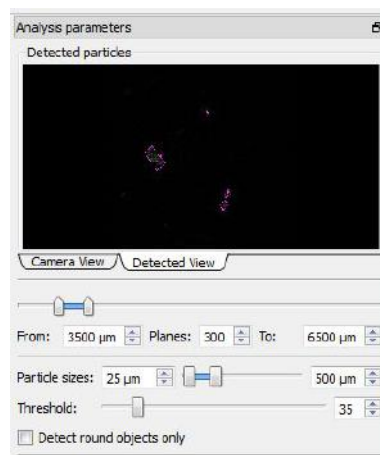 Analysis parameters
Detected particles
Camera View Detected View
From: 3500 µm Planes: 300 To: 6500 µm
Particle sizes: 25 µm 500 µm
Threshold: 35
Detect round objects only